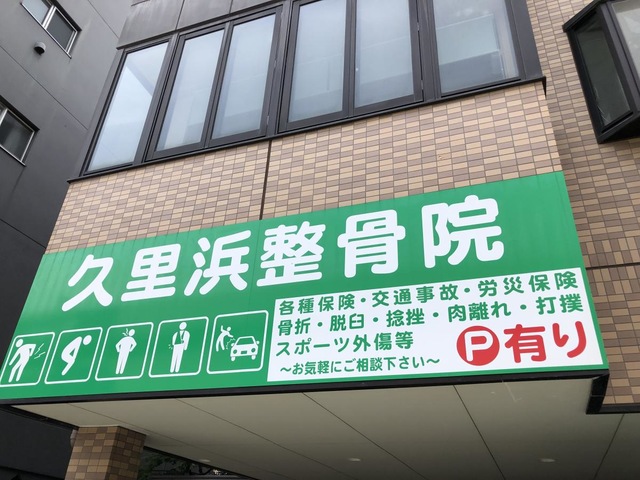 久里浜整骨院
各種保険・交通事故・労災保険
骨折・脱臼・捻挫・肉離れ・打撲
スポーツ外傷等
～お気軽にご相談下さい～
P有り